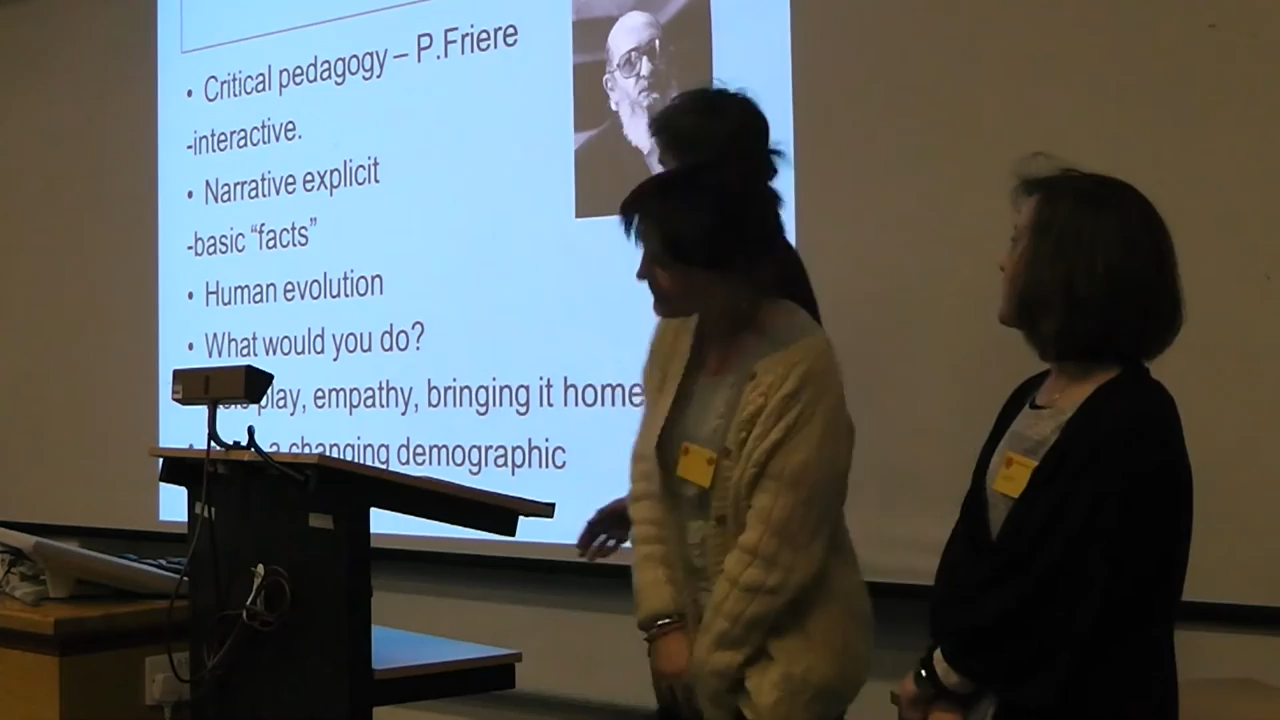 • Critical pedagogy – P.Friere
-interactive.
• Narrative explicit
-basic “facts”
• Human evolution
• What would you do?
play, empathy, bringing it home
a changing demographic